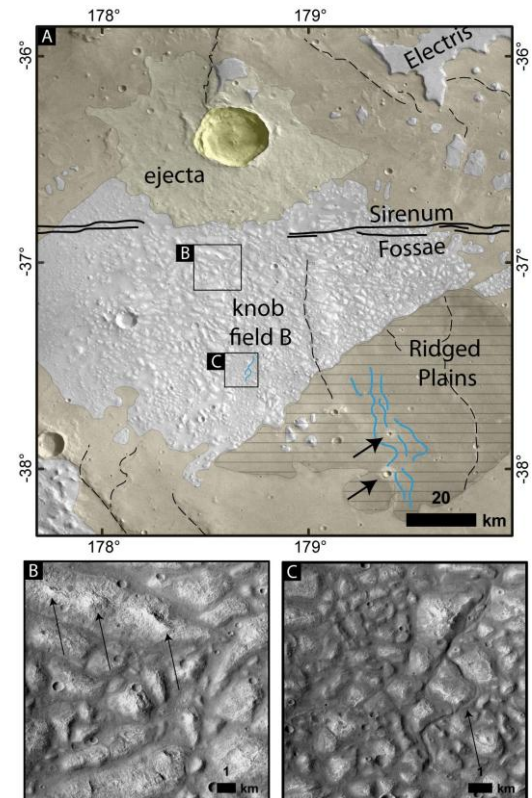 A
178°
179°
-36°
-36°
Electris
ejecta
Sirenum
Fossae
-37°
-37°
B
knob
field B
C
Ridged
Plains
-38°
-38°
20
km
178°
179°
B
1
km
C
1
km